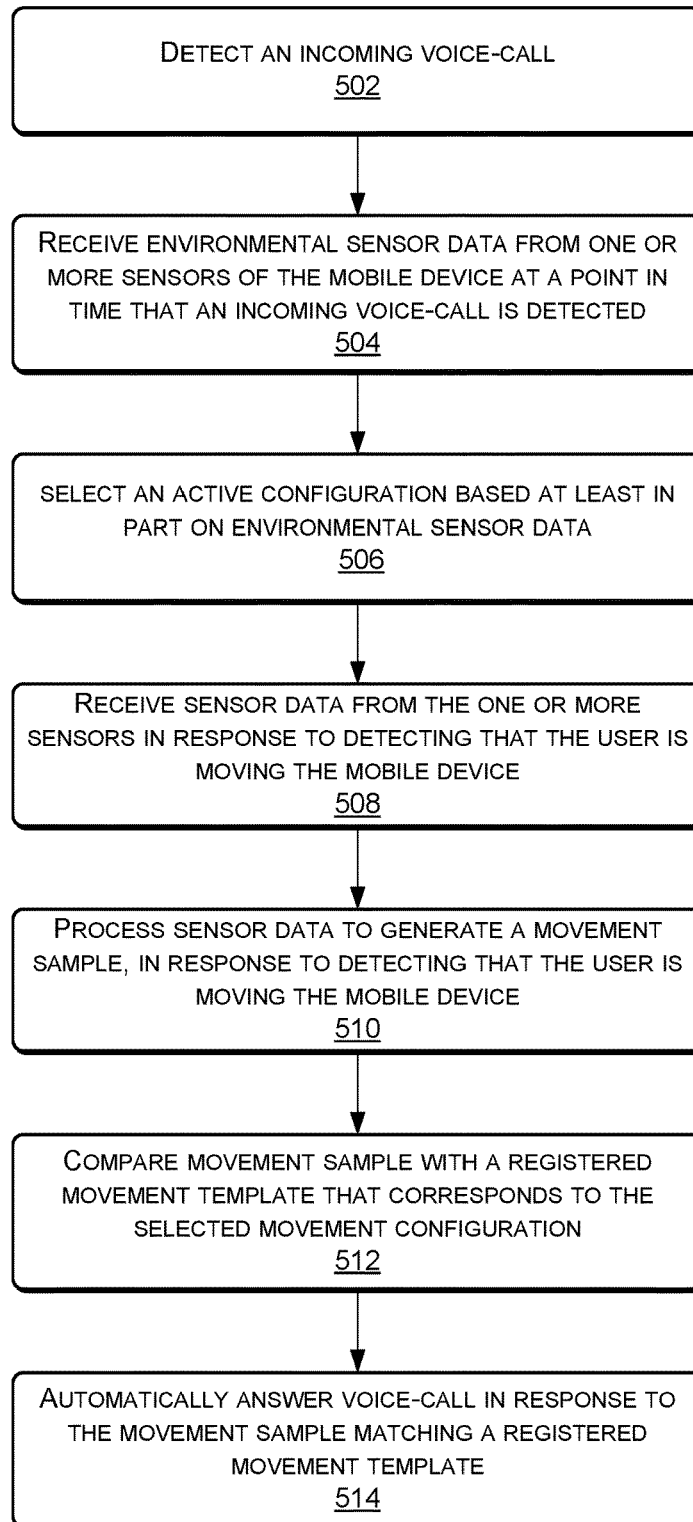 DETECT AN INCOMING VOICE-CALL
502
RECEIVE ENVIRONMENTAL SENSOR DATA FROM ONE OR
MORE SENSORS OF THE MOBILE DEVICE AT A POINT IN
TIME THAT AN INCOMING VOICE-CALL IS DETECTED
504
SELECT AN ACTIVE CONFIGURATION BASED AT LEAST IN
PART ON ENVIRONMENTAL SENSOR DATA
506
RECEIVE SENSOR DATA FROM THE ONE OR MORE
SENSORS IN RESPONSE TO DETECTING THAT THE USER IS
MOVING THE MOBILE DEVICE
508
PROCESS SENSOR DATA TO GENERATE A MOVEMENT
SAMPLE, IN RESPONSE TO DETECTING THAT THE USER IS
MOVING THE MOBILE DEVICE
510
COMPARE MOVEMENT SAMPLE WITH A REGISTERED
MOVEMENT TEMPLATE THAT CORRESPONDS TO THE
SELECTED MOVEMENT CONFIGURATION
512
AUTOMATICALLY ANSWER VOICE-CALL IN RESPONSE TO
THE MOVEMENT SAMPLE MATCHING A REGISTERED
MOVEMENT TEMPLATE
514